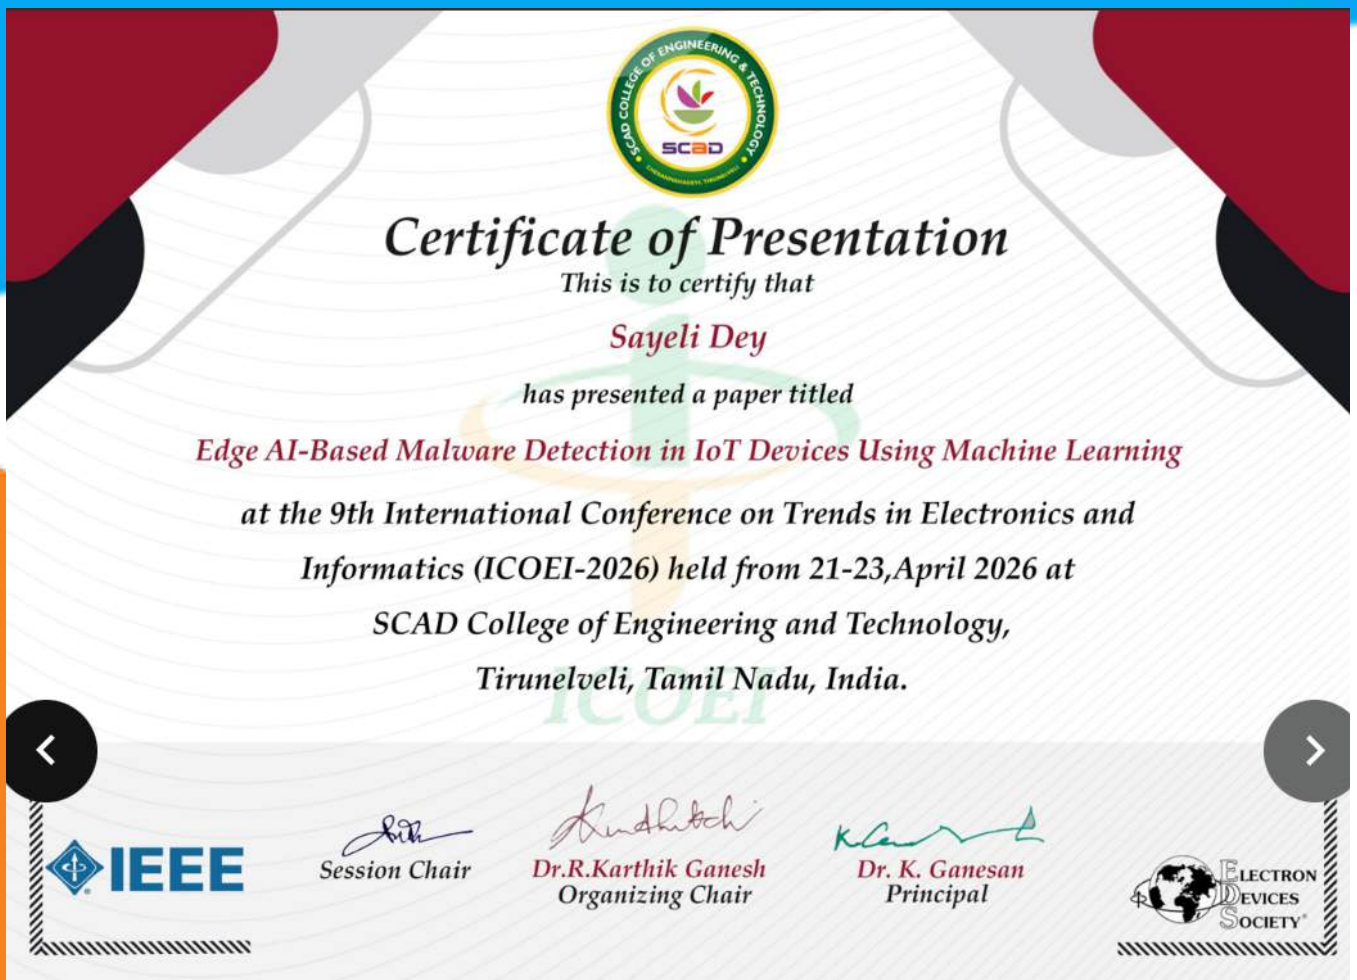 SCAD COLLEGE OF ENGINEERING & TECHNOLOGY
scad
CHERANMAHADEVI, TIRUNELVELI
Certificate of Presentation
This is to certify that
Sayeli Dey
has presented a paper titled
Edge AI-Based Malware Detection in IoT Devices Using Machine Learning
at the 9th International Conference on Trends in Electronics and
Informatics (ICOEI-2026) held from 21-23,April 2026 at
SCAD College of Engineering and Technology,
Tirunelveli, Tamil Nadu, India.
ICOEI
IEEE
Session Chair
Dr.R.Karthik Ganesh
Organizing Chair
Dr. K. Ganesan
Principal
ELECTRON
DEVICES
SOCIETY®